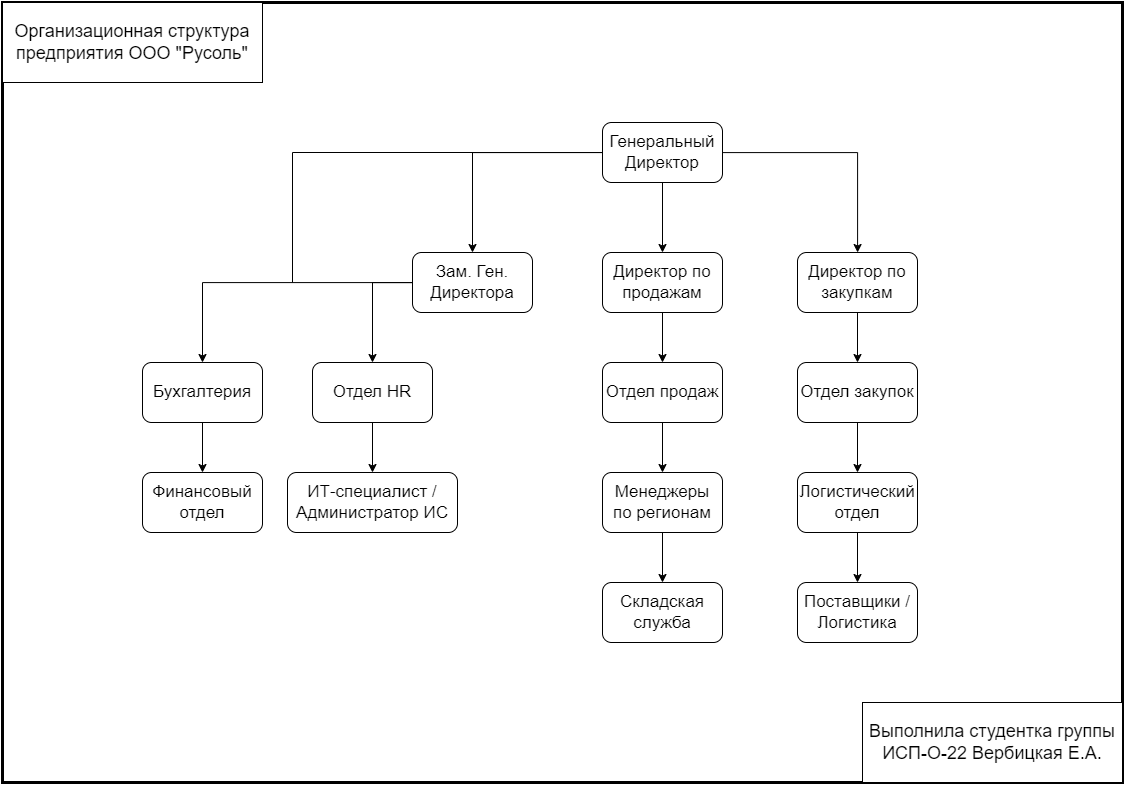 Организационная структура
предприятия ООО "Русоль"
Генеральный
Директор
Зам. Ген.
Директора
Директор по
продажам
Директор по
закупкам
Бухгалтерия
Отдел HR
Отдел продаж
Отдел закупок
Финансовый
отдел
ИТ-специалист /
Администратор ИС
Менеджеры
по регионам
Логистический
отдел
Складская
служба
Поставщики /
Логистика
Выполнила студентка группы
ИСП-О-22 Вербицкая Е.А.